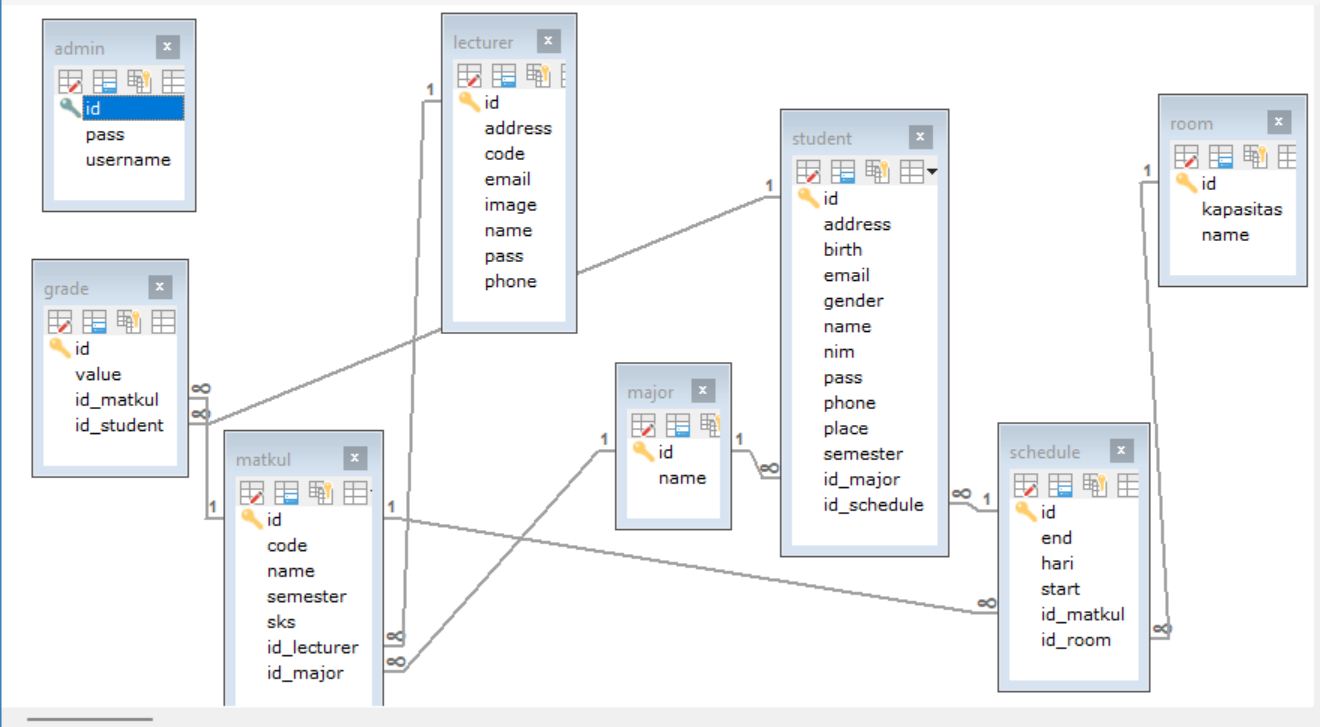 admin
id
pass
username
lecturer
id
address
code
email
image
name
pass
phone
student
id
address
birth
email
gender
name
nim
pass
phone
place
semester
id_major
id_schedule
room
id
kapasitas
name
grade
id
value
id_matkul
id_student
matkul
id
code
name
semester
sks
id_lecturer
id_major
major
id
name
schedule
id
end
hari
start
id_matkul
id_room
1
1
1
1
1
1
1
1
∞
∞
∞
∞
∞
∞
∞
∞